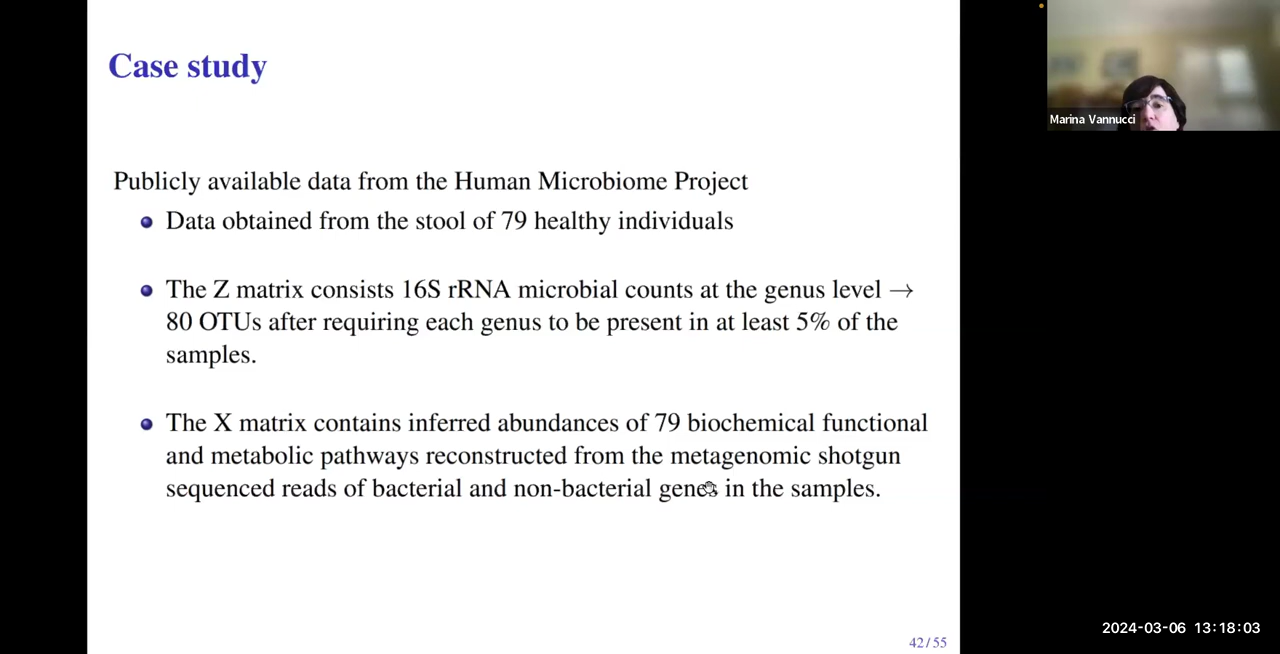 Case study
Publicly available data from the Human Microbiome Project
Data obtained from the stool of 79 healthy individuals
The Z matrix consists 16S rRNA microbial counts at the genus level →
80 OTUs after requiring each genus to be present in at least 5% of the
samples.
The X matrix contains inferred abundances of 79 biochemical functional
and metabolic pathways reconstructed from the metagenomic shotgun
sequenced reads of bacterial and non-bacterial genes in the samples.
42/55
Marina Vannucci
2024-03-06 13:18:03